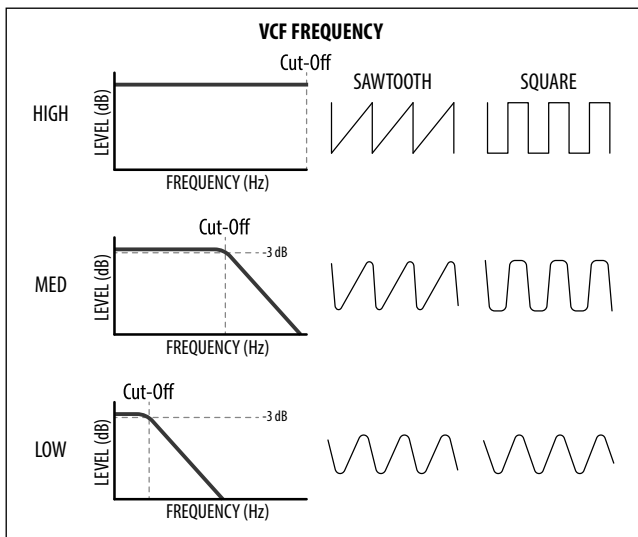 VCF FREQUENCY
Cut-Off
SAWTOOTH
SQUARE
HIGH
LEVEL (dB)
FREQUENCY (Hz)
Cut-Off
-3 dB
MED
LEVEL (dB)
FREQUENCY (Hz)
Cut-Off
-3 dB
LOW
LEVEL (dB)
FREQUENCY (Hz)